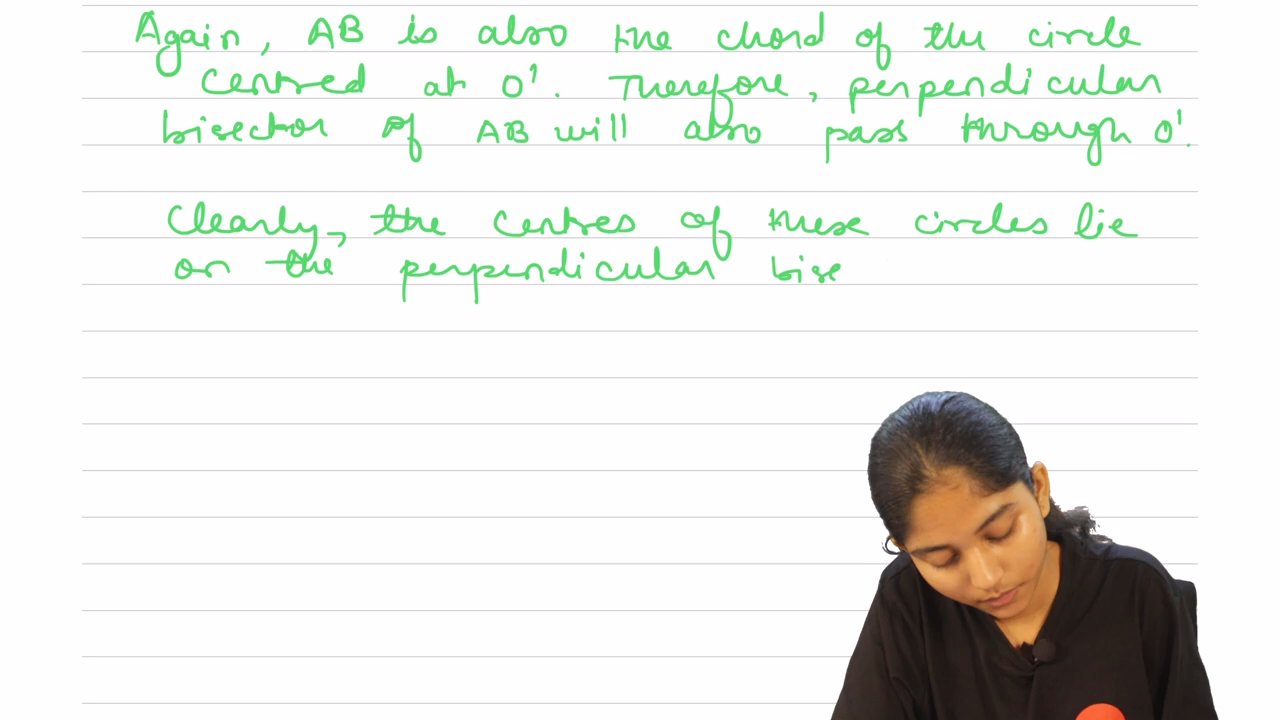 Again, AB is also the chord of the circle
centred at O'. Therefore, perpendicular
bisector of AB will also pass through O'.
Clearly, the centres of these circles lie
on the perpendicular bise